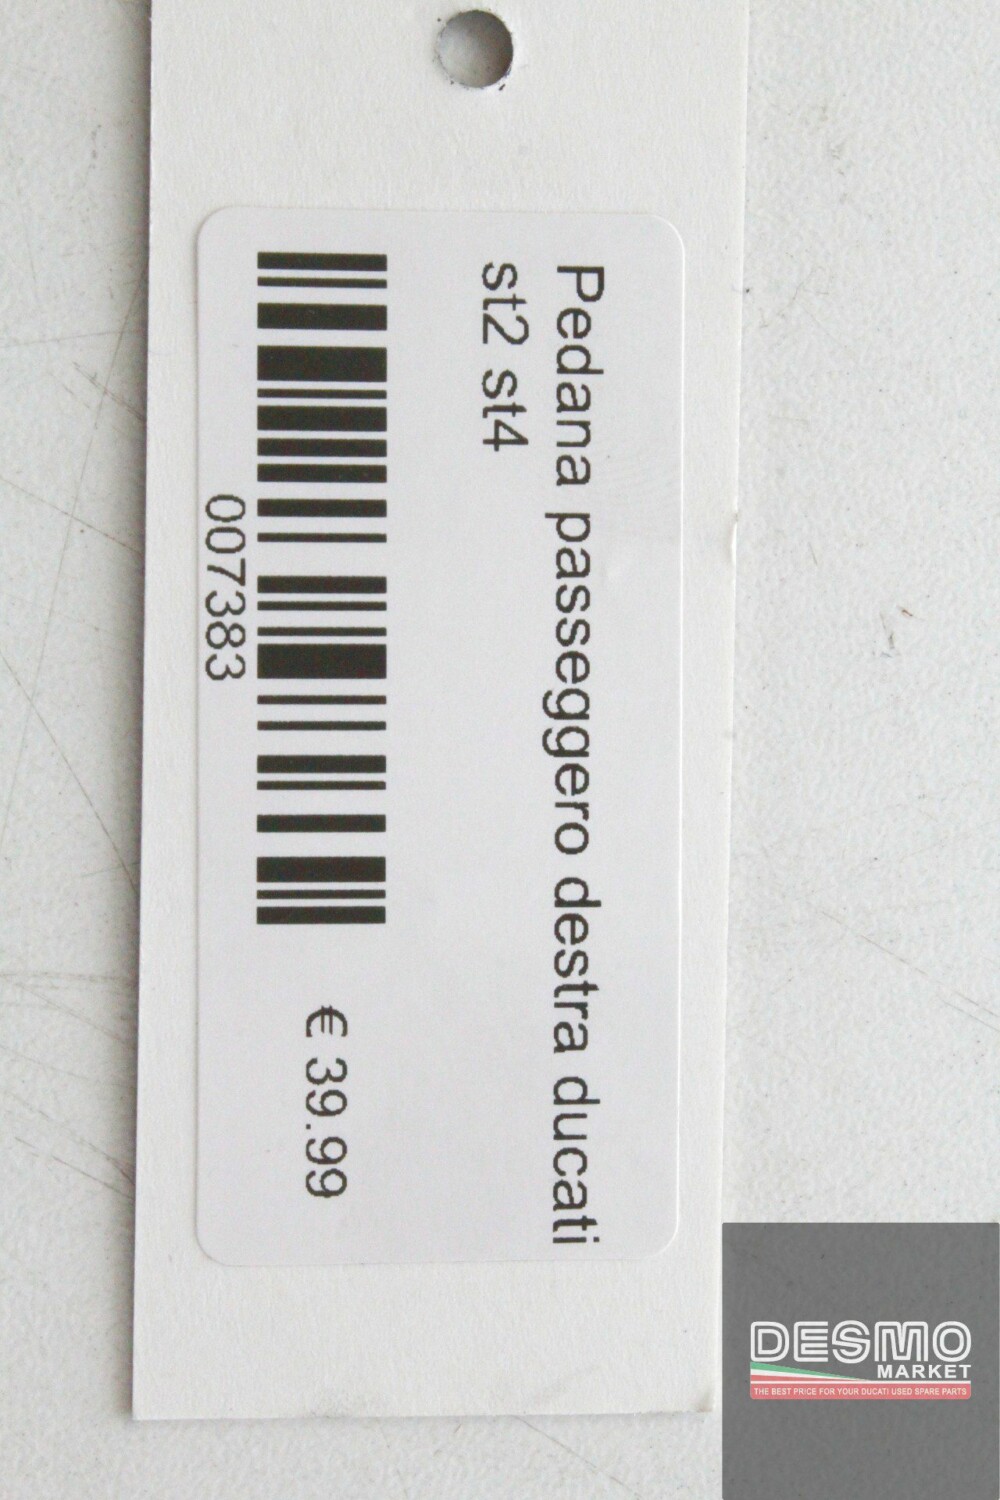 Pedana passeggero destra ducati
st2 st4
007383
€ 39.99
DESMO
MARKET
THE BEST PRICE FOR YOUR DUCATI USED SPARE PARTS